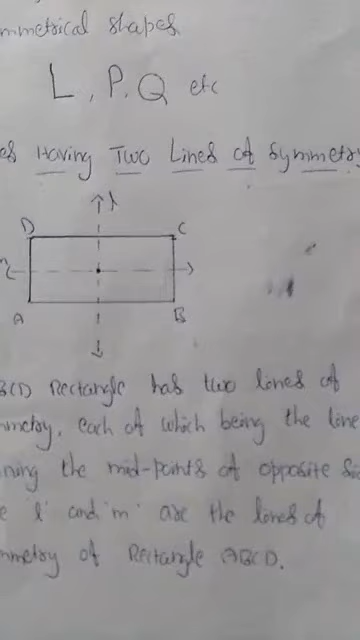 mmetrical shapes
L, P, Q etc
es Having Two Lines of Symmetry
l
D C
m
A B
BCD Rectangle has two lines of
mmetry, each of which being the line
ning the mid-points of opposite Si
e 'l' and 'm' are the lines of
mmetry of Rectangle ABCD.